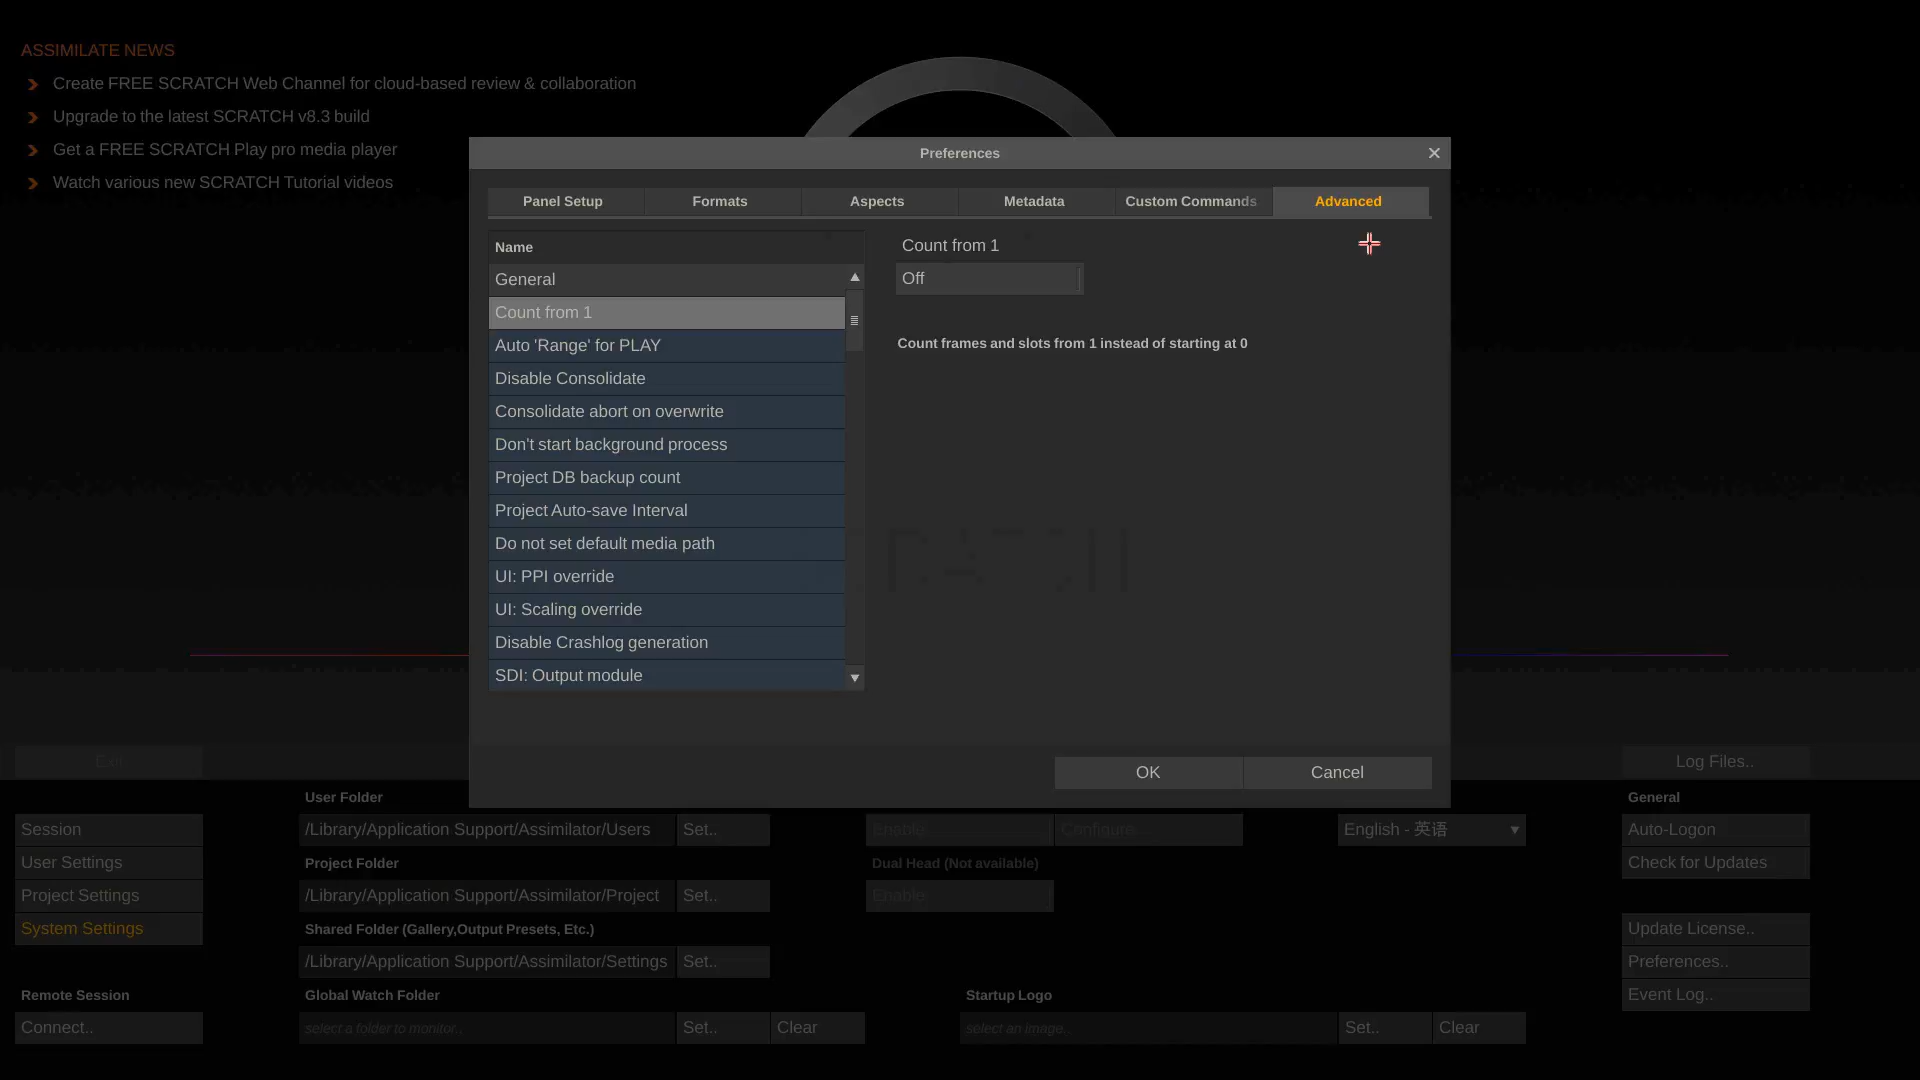 ASSIMILATE NEWS
Create FREE SCRATCH Web Channel for cloud-based review & collaboration
Upgrade to the latest SCRATCH v8.3 build
Get a FREE SCRATCH Play pro media player
Watch various new SCRATCH Tutorial videos
Preferences
Panel Setup
Formats
Aspects
Metadata
Custom Commands
Advanced
Name
General
Count from 1
Auto 'Range' for PLAY
Disable Consolidate
Consolidate abort on overwrite
Don't start background process
Project DB backup count
Project Auto-save Interval
Do not set default media path
UI: PPI override
UI: Scaling override
Disable Crashlog generation
SDI: Output module
Count from 1
Off
Count frames and slots from 1 instead of starting at 0
OK
Cancel
Exit
Log Files..
Session
User Settings
Project Settings
System Settings
Remote Session
Connect..
User Folder
/Library/Application Support/Assimilator/Users
Set..
Project Folder
/Library/Application Support/Assimilator/Project
Set..
Shared Folder (Gallery,Output Presets, Etc.)
/Library/Application Support/Assimilator/Settings
Set..
Global Watch Folder
select a folder to monitor..
Set..
Clear
Enable
Configure...
Dual Head (Not available)
Enable
Startup Logo
select an image..
Set..
Clear
English - 英语
General
Auto-Logon
Check for Updates
Update License..
Preferences..
Event Log..